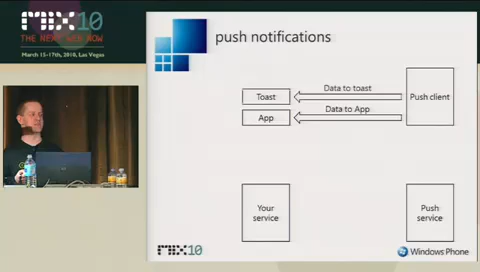 MIX10
THE NEXT WEB NOW
March 15-17th, 2010, Las Vegas
push notifications
Data to toast
Toast
Push client
Data to App
App
Your
service
Push
service
MIX10
Windows Phone